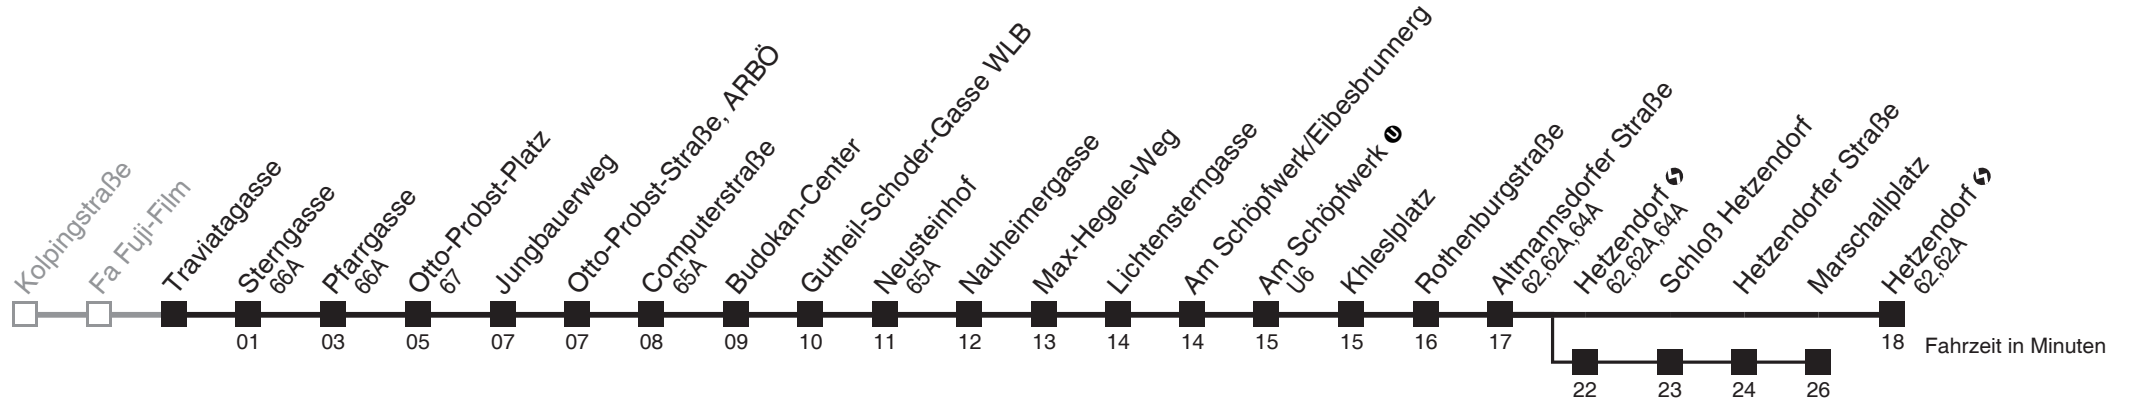 Kolpingstraße
Fa Fuji-Film
Traviatagasse
Sterngasse
66A
Pfarrgasse
66A
Otto-Probst-Platz
67
Jungbauerweg
Otto-Probst-Straße, ARBÖ
Computerstraße
65A
Budokan-Center
Gutheil-Schoder-Gasse WLB
Neusteinhof
65A
Nauheimergasse
Max-Hegele-Weg
Lichtensterngasse
Am Schöpfwerk/Eibesbrunnerg
Am Schöpfwerk U
U6
Khleslplatz
Rothenburgstraße
Altmannsdorfer Straße
62,62A,64A
Hetzendorf
62,62A,64A
Schloß Hetzendorf
Hetzendorfer Straße
Marschallplatz
Hetzendorf
62,62A
01 03 05 07 07 08 09 10 11 12 13 14 14 15 15 16 17 18 Fahrzeit in Minuten
22 23 24 26